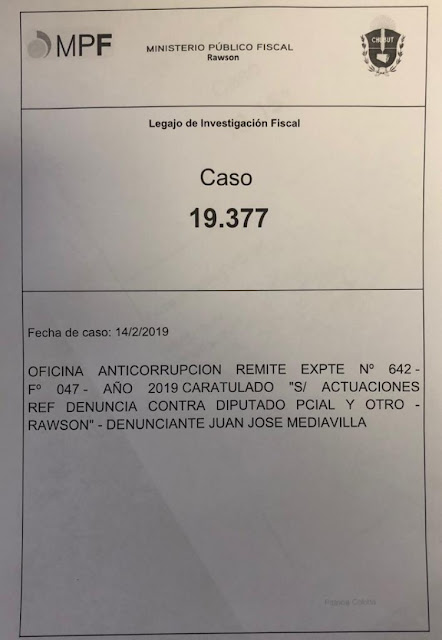 MPF
MINISTERIO PÚBLICO FISCAL
Rawson
CHUBUT
Legajo de Investigación Fiscal
Caso
19.377
Fecha de caso: 14/2/2019
OFICINA ANTICORRUPCION REMITE EXPTE Nº 642 -
Fº 047 - AÑO 2019 CARATULADO "S/ ACTUACIONES
REF DENUNCIA CONTRA DIPUTADO PCIAL Y OTRO -
RAWSON" - DENUNCIANTE JUAN JOSE MEDIAVILLA